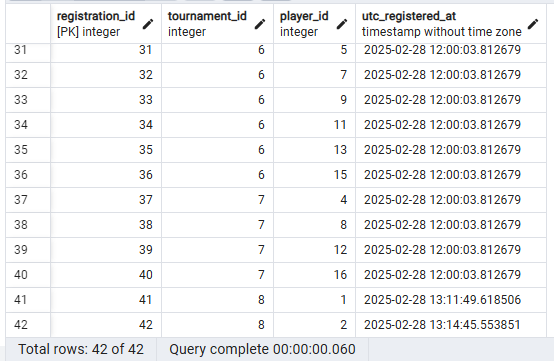 registration_id tournament_id player_id utc_registered_at
[PK] integer integer integer timestamp without time zone
31 31 6 5 2025-02-28 12:00:03.812679
32 32 6 7 2025-02-28 12:00:03.812679
33 33 6 9 2025-02-28 12:00:03.812679
34 34 6 11 2025-02-28 12:00:03.812679
35 35 6 13 2025-02-28 12:00:03.812679
36 36 6 15 2025-02-28 12:00:03.812679
37 37 7 4 2025-02-28 12:00:03.812679
38 38 7 8 2025-02-28 12:00:03.812679
39 39 7 12 2025-02-28 12:00:03.812679
40 40 7 16 2025-02-28 12:00:03.812679
41 41 8 1 2025-02-28 13:11:49.618506
42 42 8 2 2025-02-28 13:14:45.553851
Total rows: 42 of 42 Query complete 00:00:00.060